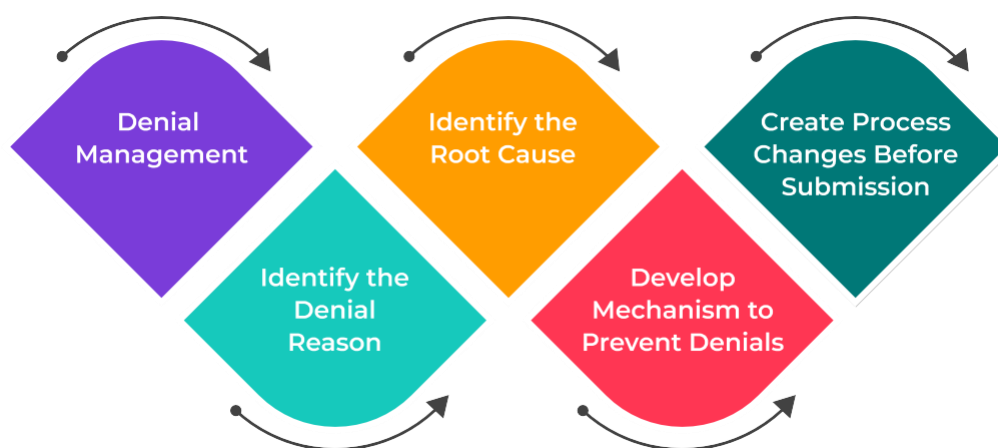 Denial
Management
Identify the
Denial
Reason
Identify the
Root Cause
Develop
Mechanism to
Prevent Denials
Create Process
Changes Before
Submission